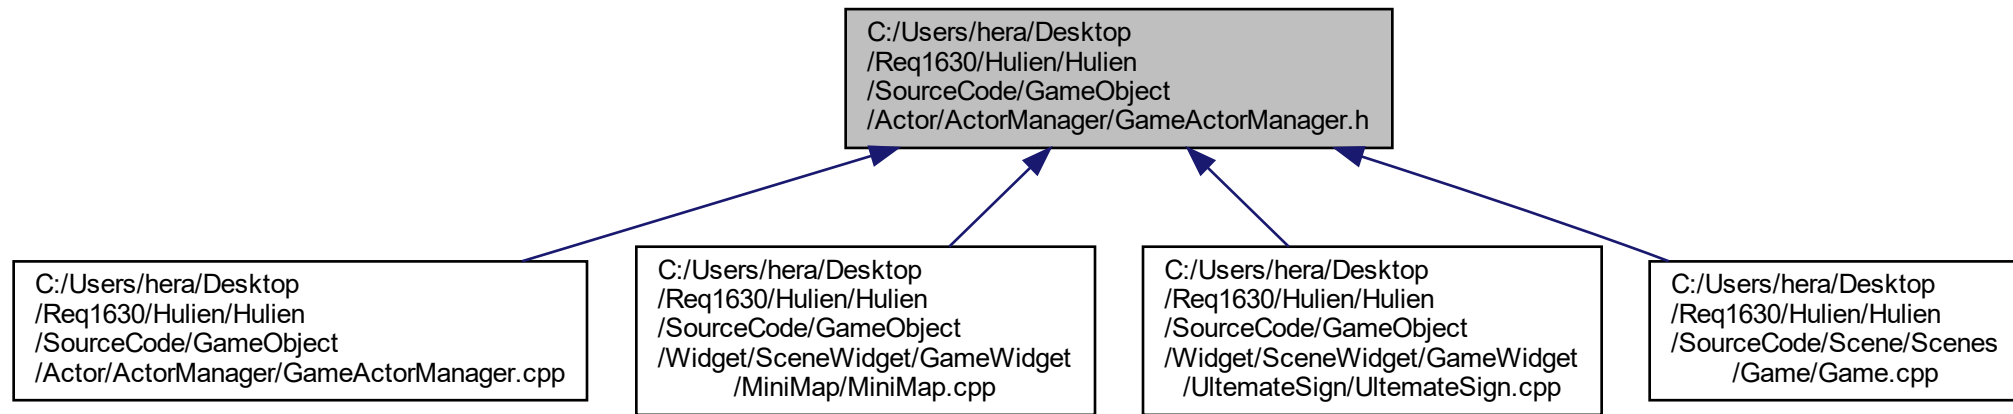 C:/Users/hera/Desktop
/Req1630/Hulien/Hulien
/SourceCode/GameObject
/Actor/ActorManager/GameActorManager.h
C:/Users/hera/Desktop
/Req1630/Hulien/Hulien
/SourceCode/GameObject
/Actor/ActorManager/GameActorManager.cpp
C:/Users/hera/Desktop
/Req1630/Hulien/Hulien
/SourceCode/GameObject
/Widget/SceneWidget/GameWidget
/MiniMap/MiniMap.cpp
C:/Users/hera/Desktop
/Req1630/Hulien/Hulien
/SourceCode/GameObject
/Widget/SceneWidget/GameWidget
/UltemateSign/UltemateSign.cpp
C:/Users/hera/Desktop
/Req1630/Hulien/Hulien
/SourceCode/Scene/Scenes
/Game/Game.cpp